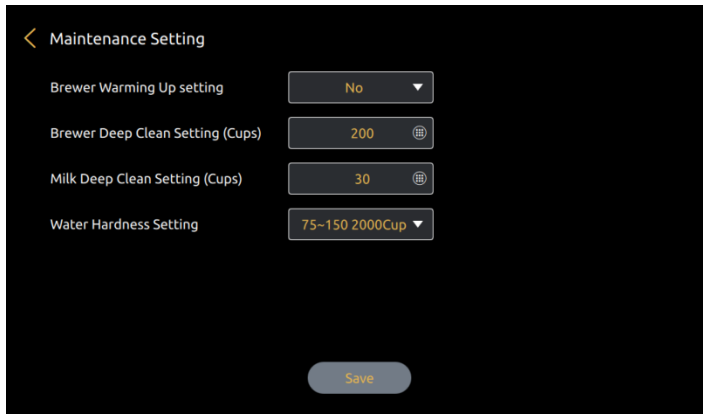 Maintenance Setting
Brewer Warming Up setting No
Brewer Deep Clean Setting (Cups) 200
Milk Deep Clean Setting (Cups) 30
Water Hardness Setting 75~150 2000Cup
Save